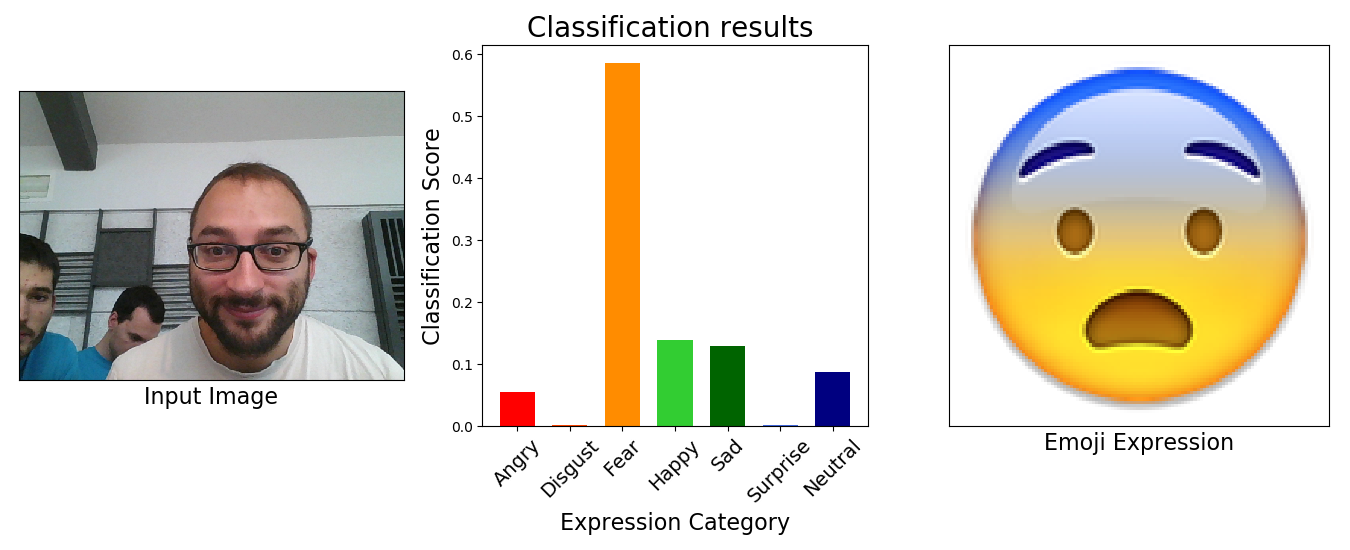 Classification results
0.6
0.5
0.4
0.3
0.2
0.1
0.0
Classification Score
Angry
Disgust
Fear
Happy
Sad
Surprise
Neutral
Expression Category
Input Image
Emoji Expression